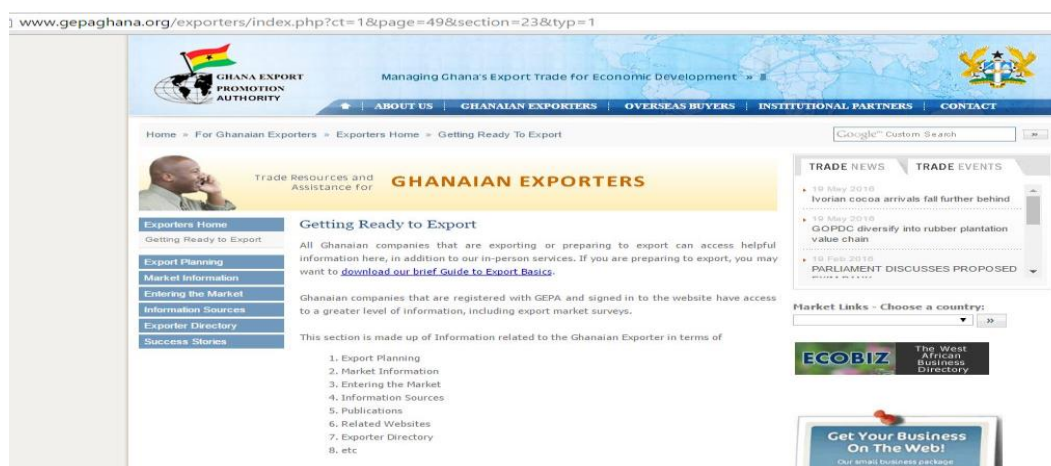 www.gepaghana.org/exporters/index.php?ct=1&page=49&section=23&typ=1
GHANA EXPORT
PROMOTION
AUTHORITY
Managing Ghana's Export Trade for Economic Development »
ABOUT US | GHANAIAN EXPORTERS | OVERSEAS BUYERS | INSTITUTIONAL PARTNERS | CONTACT
Home » For Ghanaian Exporters » Exporters Home » Getting Ready To Export
Google™ Custom Search
Trade Resources and
Assistance for
GHANAIAN EXPORTERS
Exporters Home
Getting Ready to Export
Export Planning
Market Information
Entering the Market
Information Sources
Exporter Directory
Success Stories
Getting Ready to Export
All Ghanaian companies that are exporting or preparing to export can access helpful
information here, in addition to our in-person services. If you are preparing to export, you may
want to download our brief Guide to Export Basics.
Ghanaian companies that are registered with GEPA and signed in to the website have access
to a greater level of information, including export market surveys.
This section is made up of Information related to the Ghanaian Exporter in terms of
1. Export Planning
2. Market Information
3. Entering the Market
4. Information Sources
5. Publications
6. Related Websites
7. Exporter Directory
8. etc
TRADE NEWS
TRADE EVENTS
19 May 2016
Ivorian cocoa arrivals fall further behind
19 May 2016
GOPDC diversify into rubber plantation
value chain
19 Feb 2016
PARLIAMENT DISCUSSES PROPOSED
Market Links - Choose a country:
»
ECOBIZ
The West
African
Business
Directory
Get Your Business
On The Web!
Our small business package